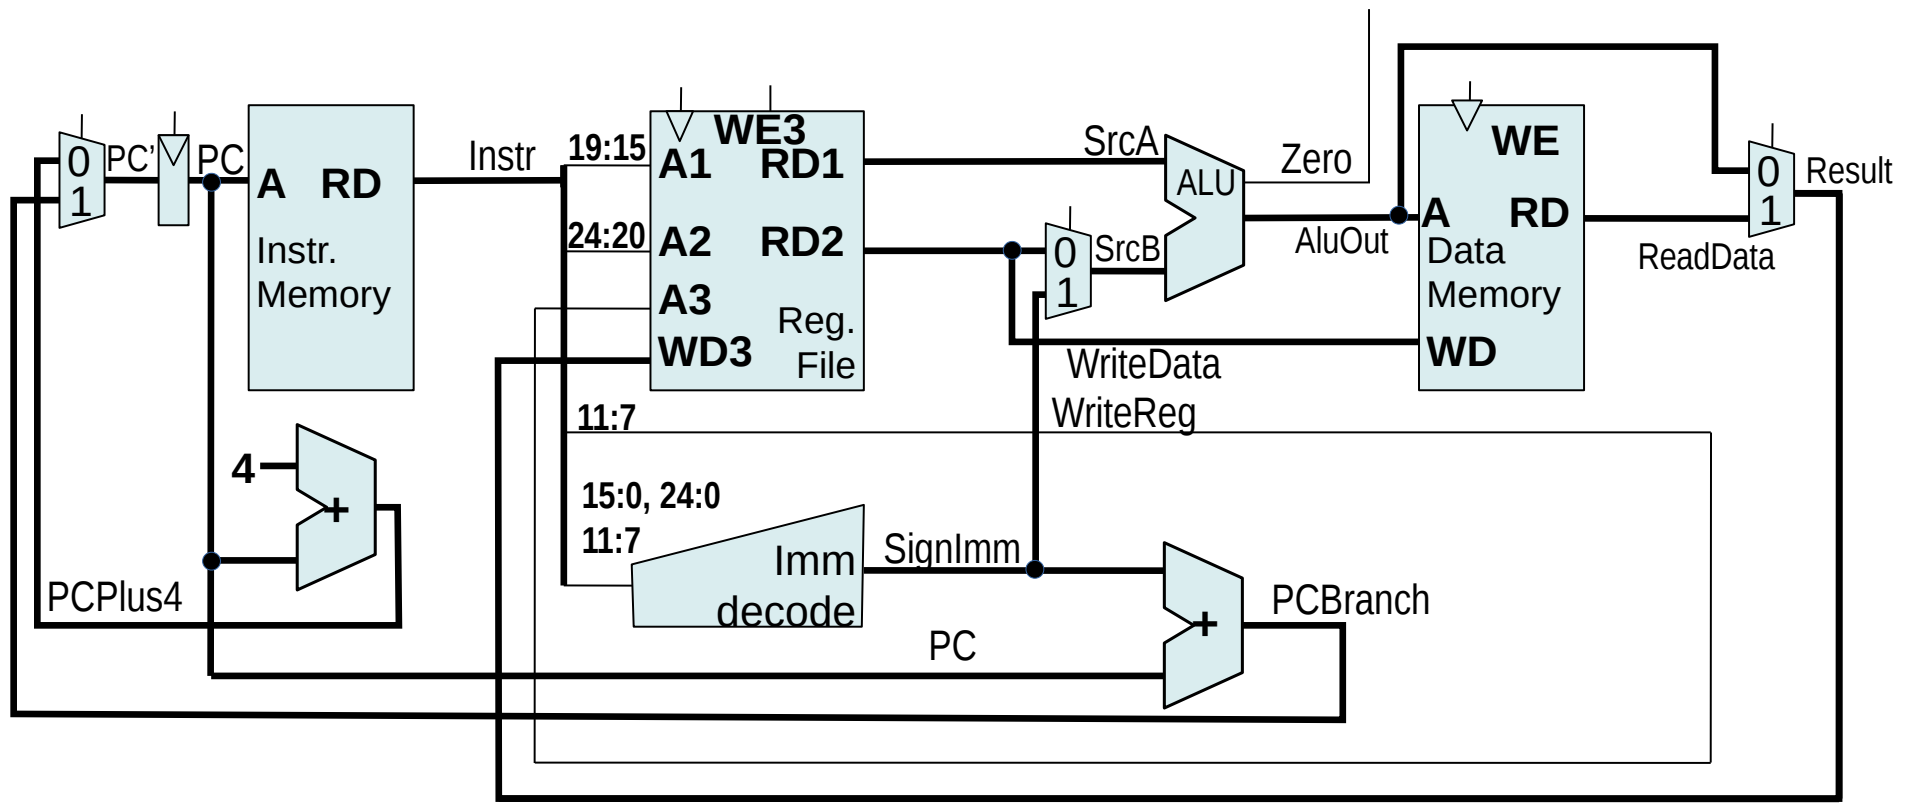 0
1
PC’
PC
A RD
Instr.
Memory
Instr
19:15
24:20
WE3
A1 RD1
A2 RD2
A3
WD3
Reg.
File
SrcA
0
1
SrcB
ALU
Zero
AluOut
WE
A RD
Data
Memory
WD
ReadData
0
1
Result
WriteData
WriteReg
11:7
4
+
PCPlus4
15:0, 24:0
11:7
Imm
decode
SignImm
PC
+
PCBranch